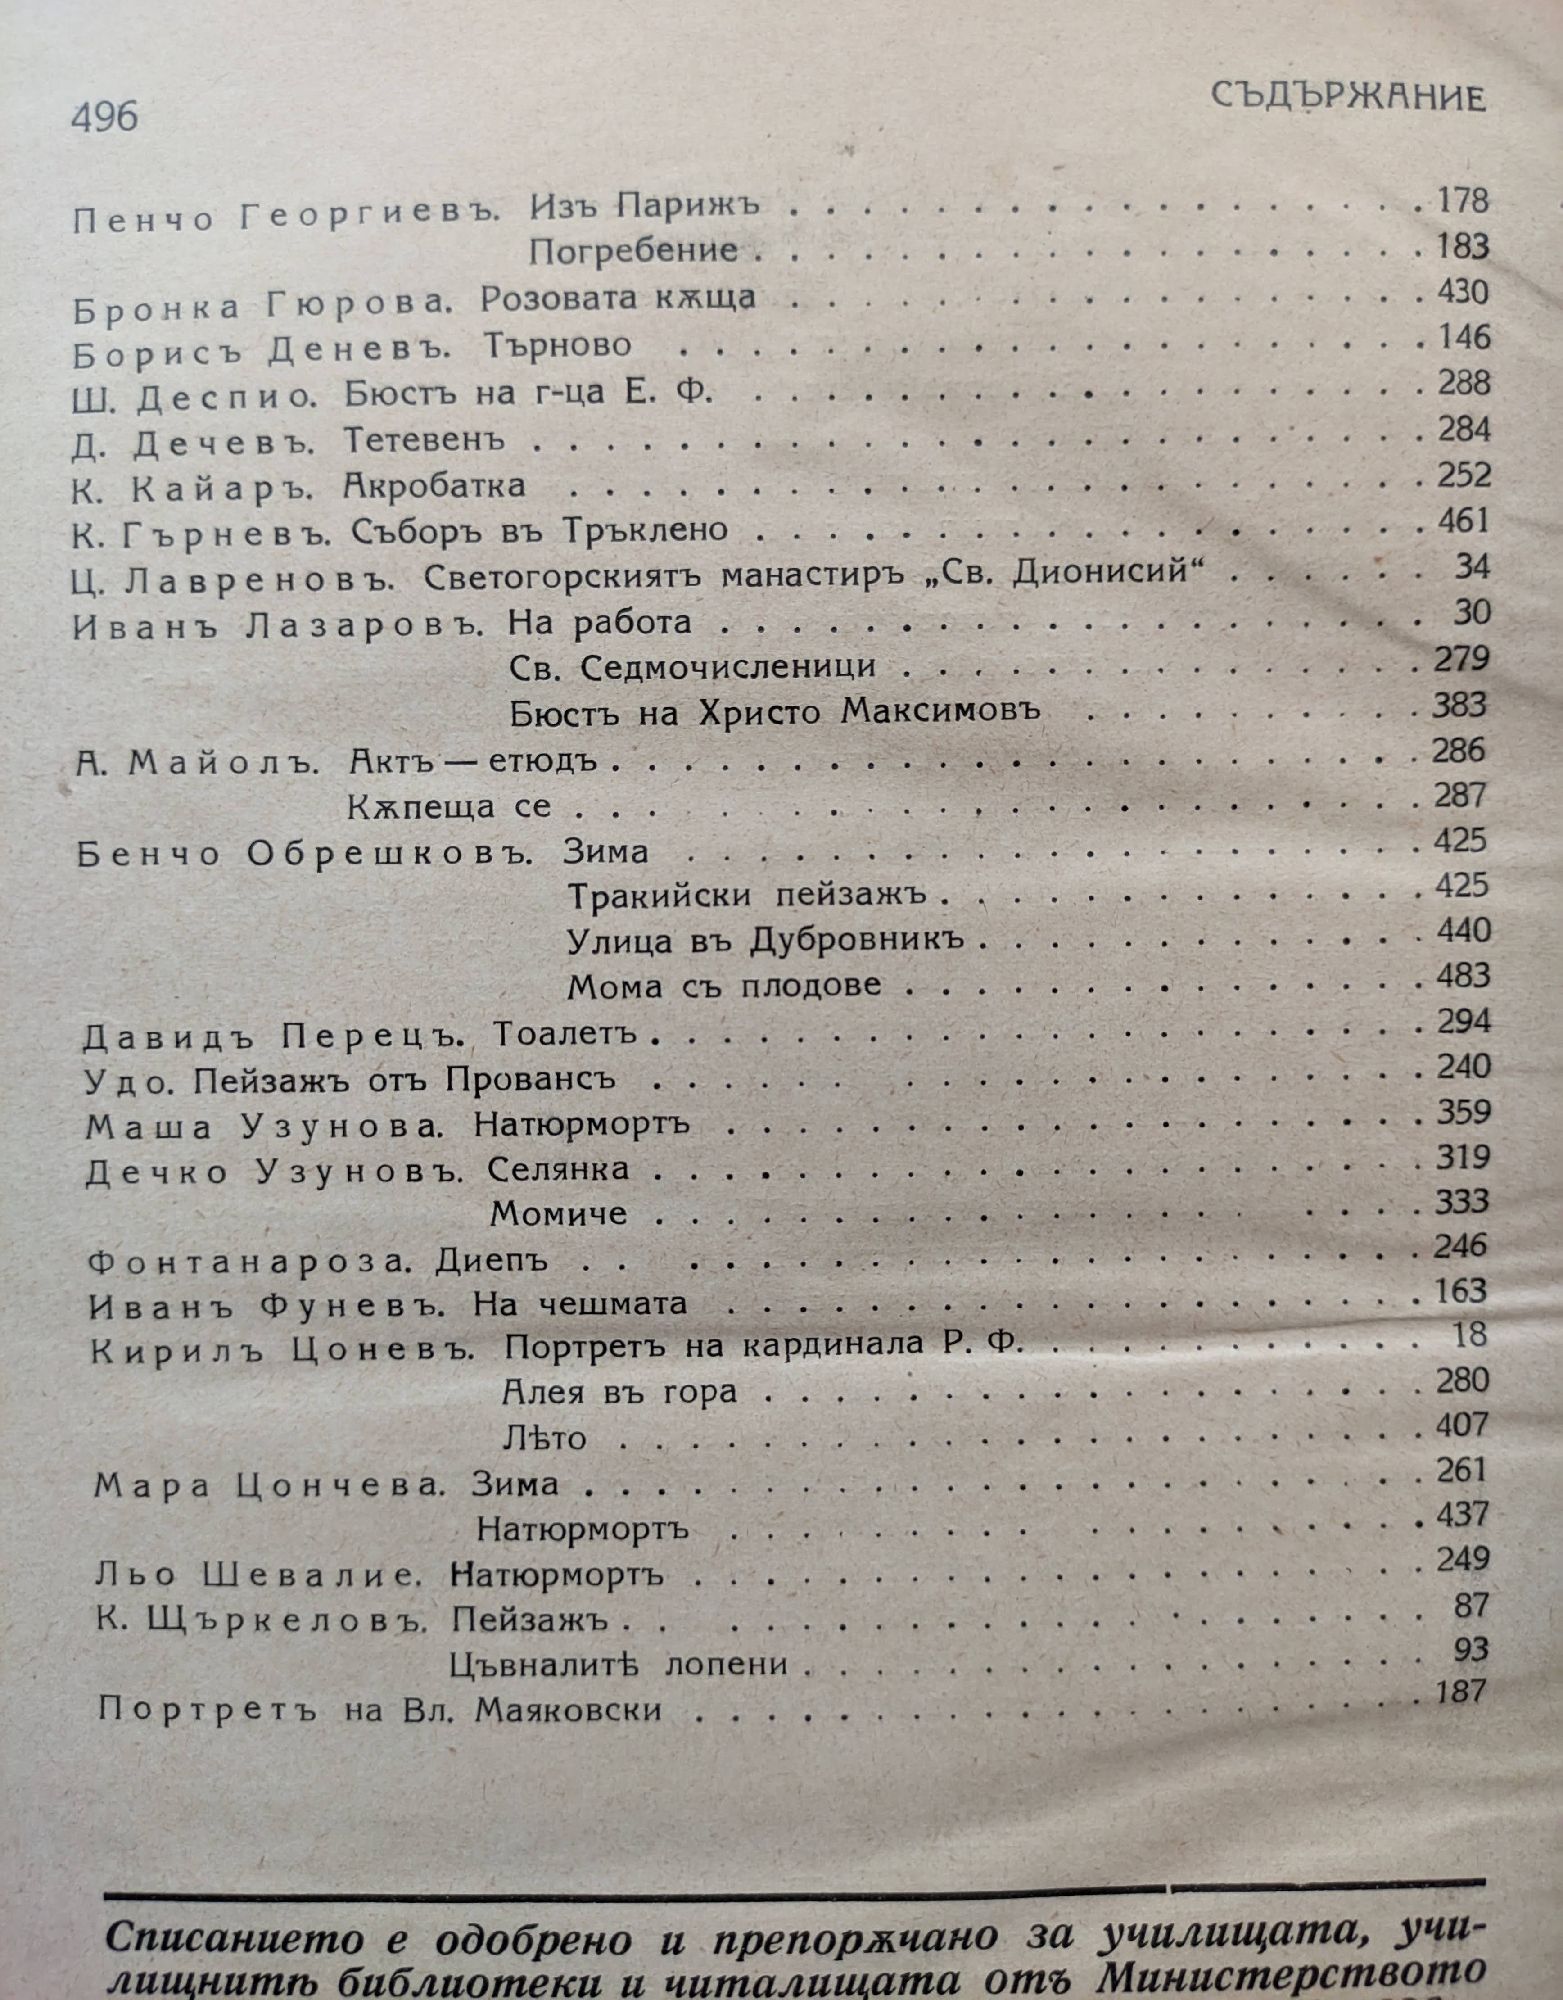 496 СЪДЪРЖАНИЕ
Пенчо Георгиевъ. Изъ Парижъ . . . . . . . . . . . . . . . . . . 178
Погребение . . . . . . . . . . . . . . . . . . . 183
Бронка Гюрова. Розовата кѫща . . . . . . . . . . . . . . . . . . 430
Борисъ Деневъ. Търново . . . . . . . . . . . . . . . . . . . . . 146
Ш. Деспио. Бюстъ на г-ца Е. Ф. . . . . . . . . . . . . . . . . . . . 288
Д. Дечевъ. Тетевенъ . . . . . . . . . . . . . . . . . . . . . . . . . 284
К. Кайаръ. Акробатка . . . . . . . . . . . . . . . . . . . . . . . . 252
К. Гърневъ. Съборъ въ Тръклено . . . . . . . . . . . . . . . . . . . 461
Ц. Лавреновъ. Светогорскиятъ манастиръ „Св. Дионисий“ . . . . . . 34
Иванъ Лазаровъ. На работа . . . . . . . . . . . . . . . . . . . . 30
Св. Седмочисленици . . . . . . . . . . . . . . . 279
Бюстъ на Христо Максимовъ . . . . . . . . . . 383
А. Майолъ. Актъ — етюдъ . . . . . . . . . . . . . . . . . . . . . . . 286
Кѫпеща се . . . . . . . . . . . . . . . . . . . . . . . 287
Бенчо Обрешковъ. Зима . . . . . . . . . . . . . . . . . . . . . 425
Тракийски пейзажъ . . . . . . . . . . . . . . 425
Улица въ Дубровникъ . . . . . . . . . . . . . 440
Мома съ плодове . . . . . . . . . . . . . . . 483
Давидъ Перецъ. Тоалетъ . . . . . . . . . . . . . . . . . . . . . . 294
Удо. Пейзажъ отъ Провансъ . . . . . . . . . . . . . . . . . . . . . 240
Маша Узунова. Натюрмортъ . . . . . . . . . . . . . . . . . . . . 359
Дечко Узуновъ. Селянка . . . . . . . . . . . . . . . . . . . . . . 319
Момиче . . . . . . . . . . . . . . . . . . . . . 333
Фонтанароза. Диепъ . . . . . . . . . . . . . . . . . . . . . . . 246
Иванъ Фуневъ. На чешмата . . . . . . . . . . . . . . . . . . . . 163
Кирилъ Цоневъ. Портретъ на кардинала Р. Ф. . . . . . . . . . . . . 18
Алея въ гора . . . . . . . . . . . . . . . . . . . 280
Лѣто . . . . . . . . . . . . . . . . . . . . . . . 407
Мара Цончева. Зима . . . . . . . . . . . . . . . . . . . . . . . . 261
Натюрмортъ . . . . . . . . . . . . . . . . . . . 437
Льо Шевалие. Натюрмортъ . . . . . . . . . . . . . . . . . . . . . 249
К. Щъркеловъ. Пейзажъ . . . . . . . . . . . . . . . . . . . . . . 87
Цъвналитѣ лопени . . . . . . . . . . . . . . . . . . 93
Портретъ на Вл. Маяковски . . . . . . . . . . . . . . . . . . . . . 187
Списанието е одобрено и препорѫчано за училищата, учи-
лищнитѣ библиотеки и читалищата отъ Министерството